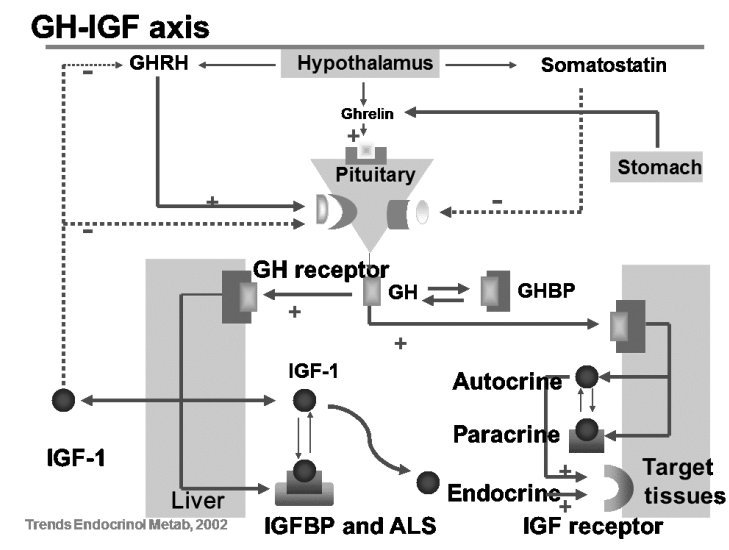 GH-IGF axis
GHRH
Hypothalamus
Somatostatin
-
Ghrelin
+
Stomach
Pituitary
+
-
-
GH receptor
GH
GHBP
+
+
IGF-1
Autocrine
IGF-1
Paracrine
+
Target
tissues
Liver
Endocrine
+
Trends Endocrinol Metab, 2002
IGFBP and ALS
IGF receptor